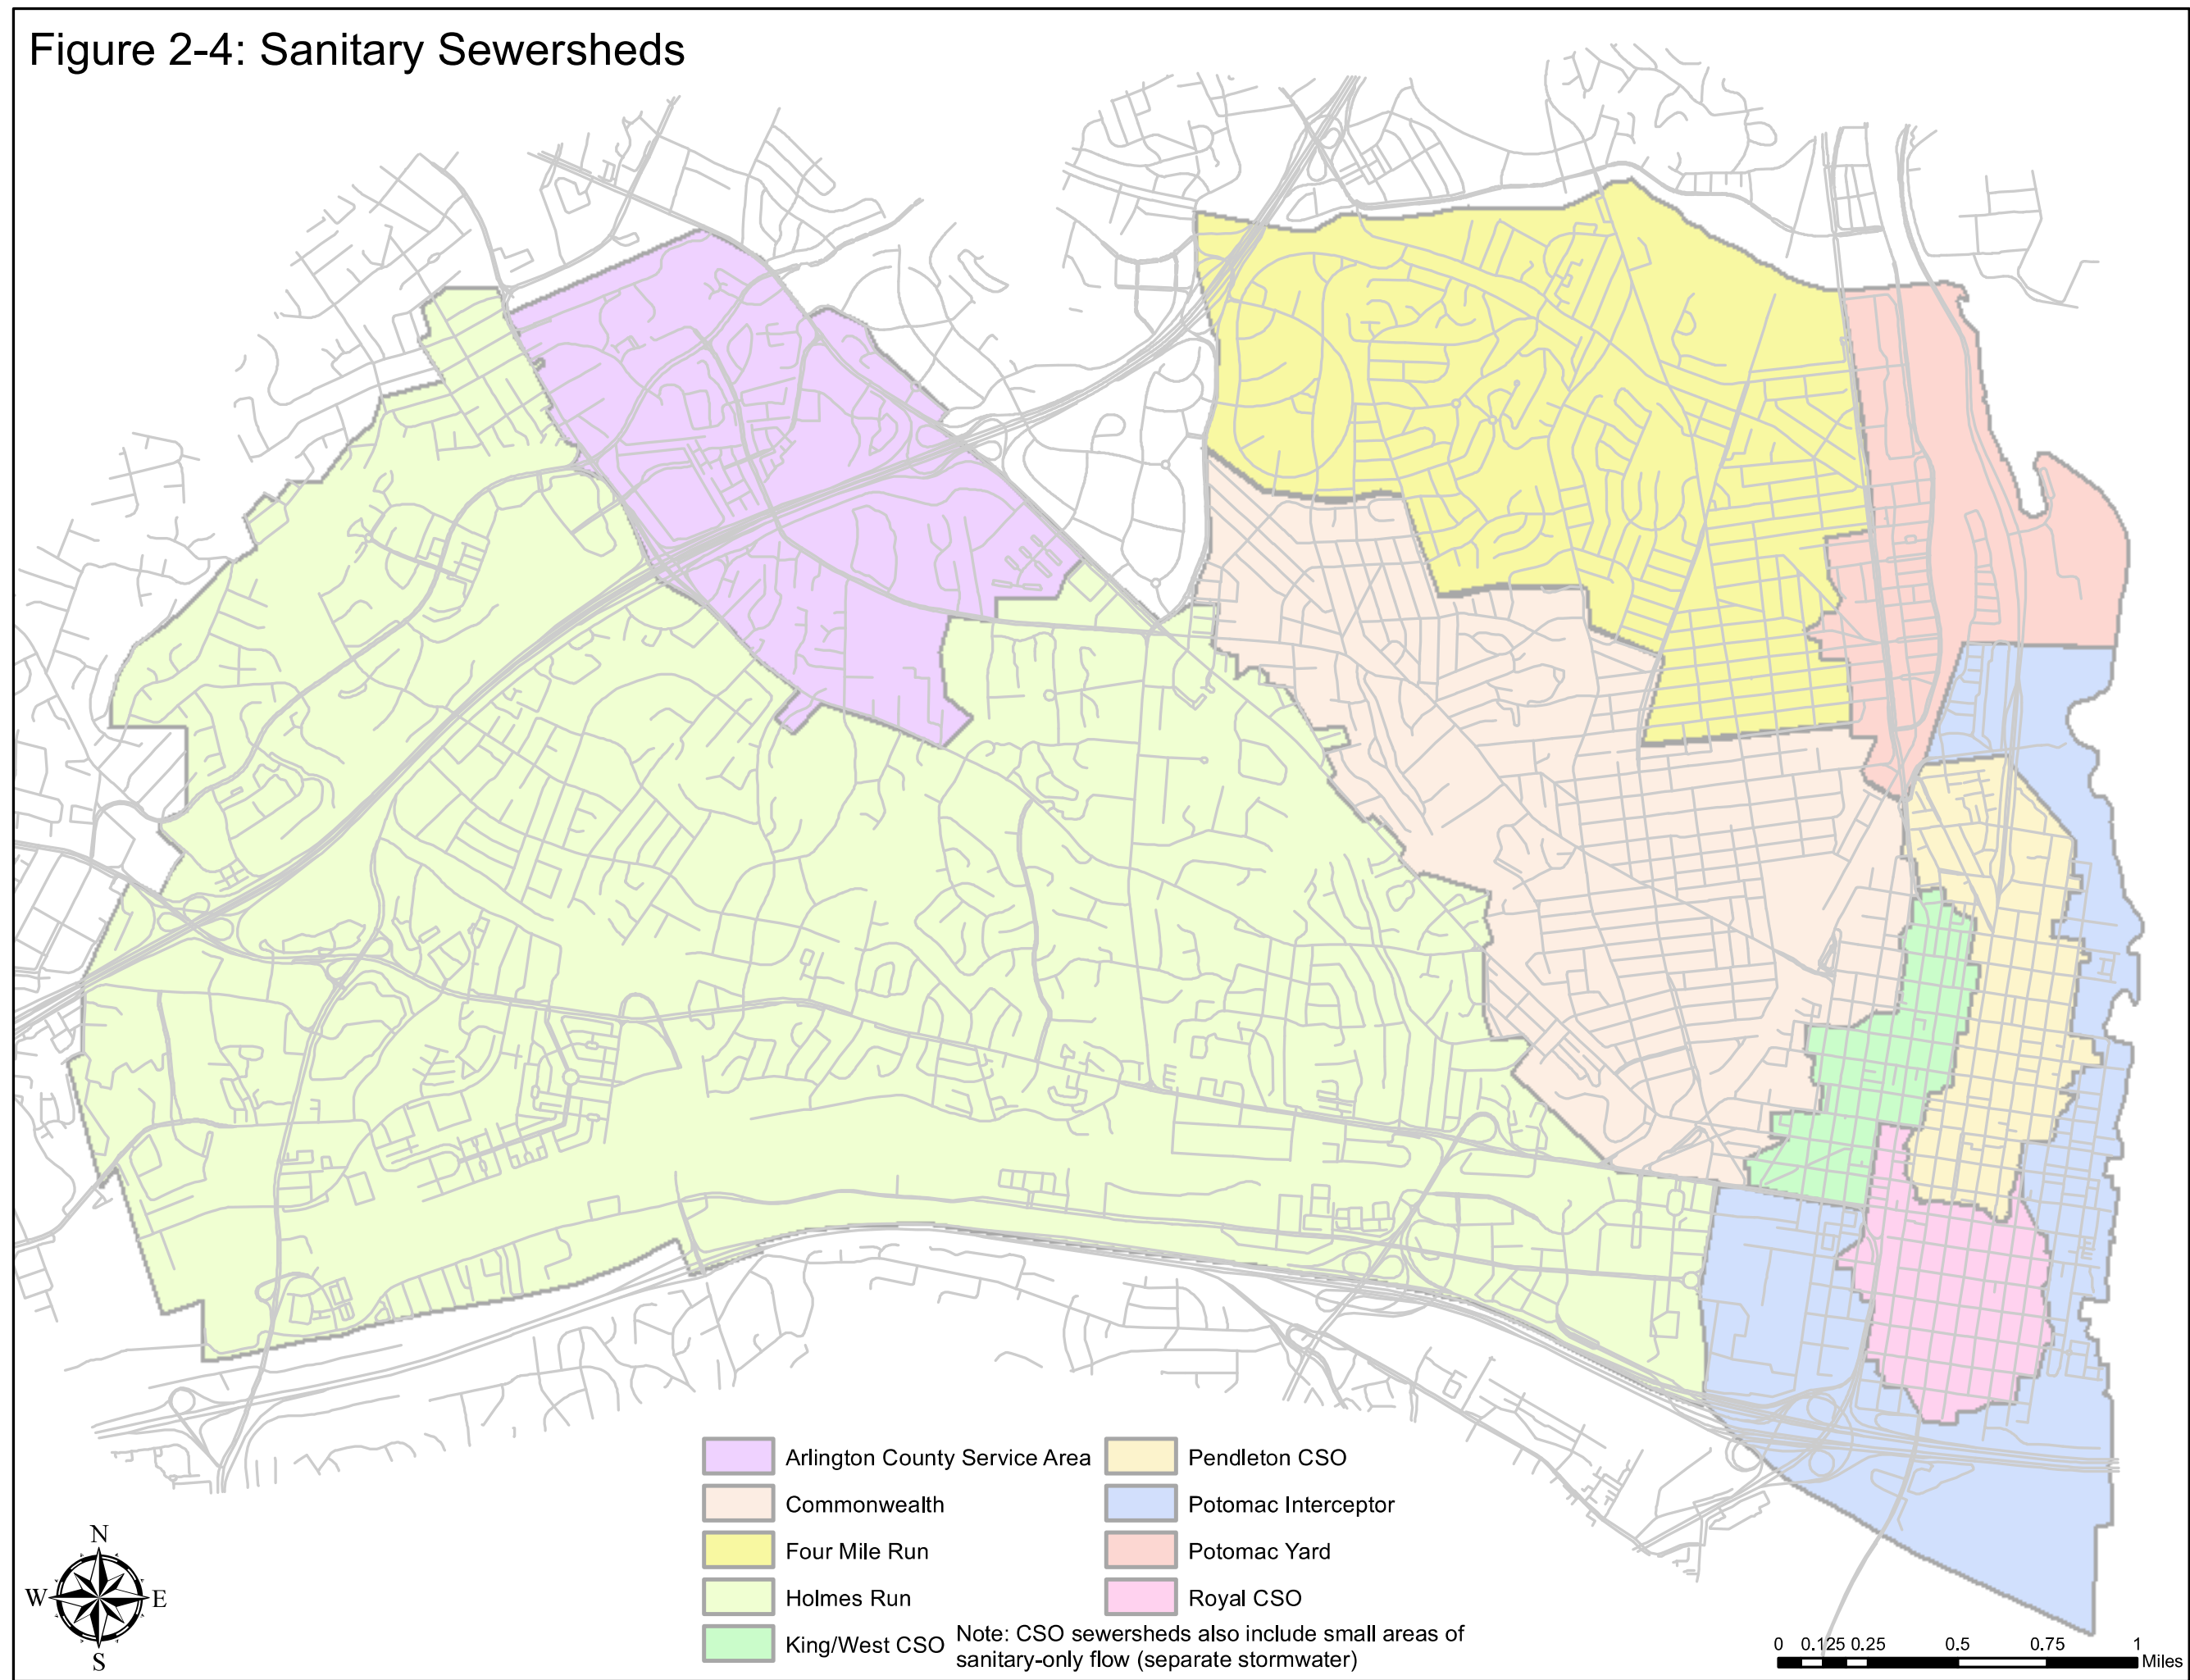 Figure 2-4: Sanitary Sewersheds
Arlington County Service Area
Commonwealth
Four Mile Run
Holmes Run
King/West CSO
Pendleton CSO
Potomac Interceptor
Potomac Yard
Royal CSO
Note: CSO sewersheds also include small areas of
sanitary-only flow (separate stormwater)
N
W E
S
0 0.125 0.25 0.5 0.75 1
Miles